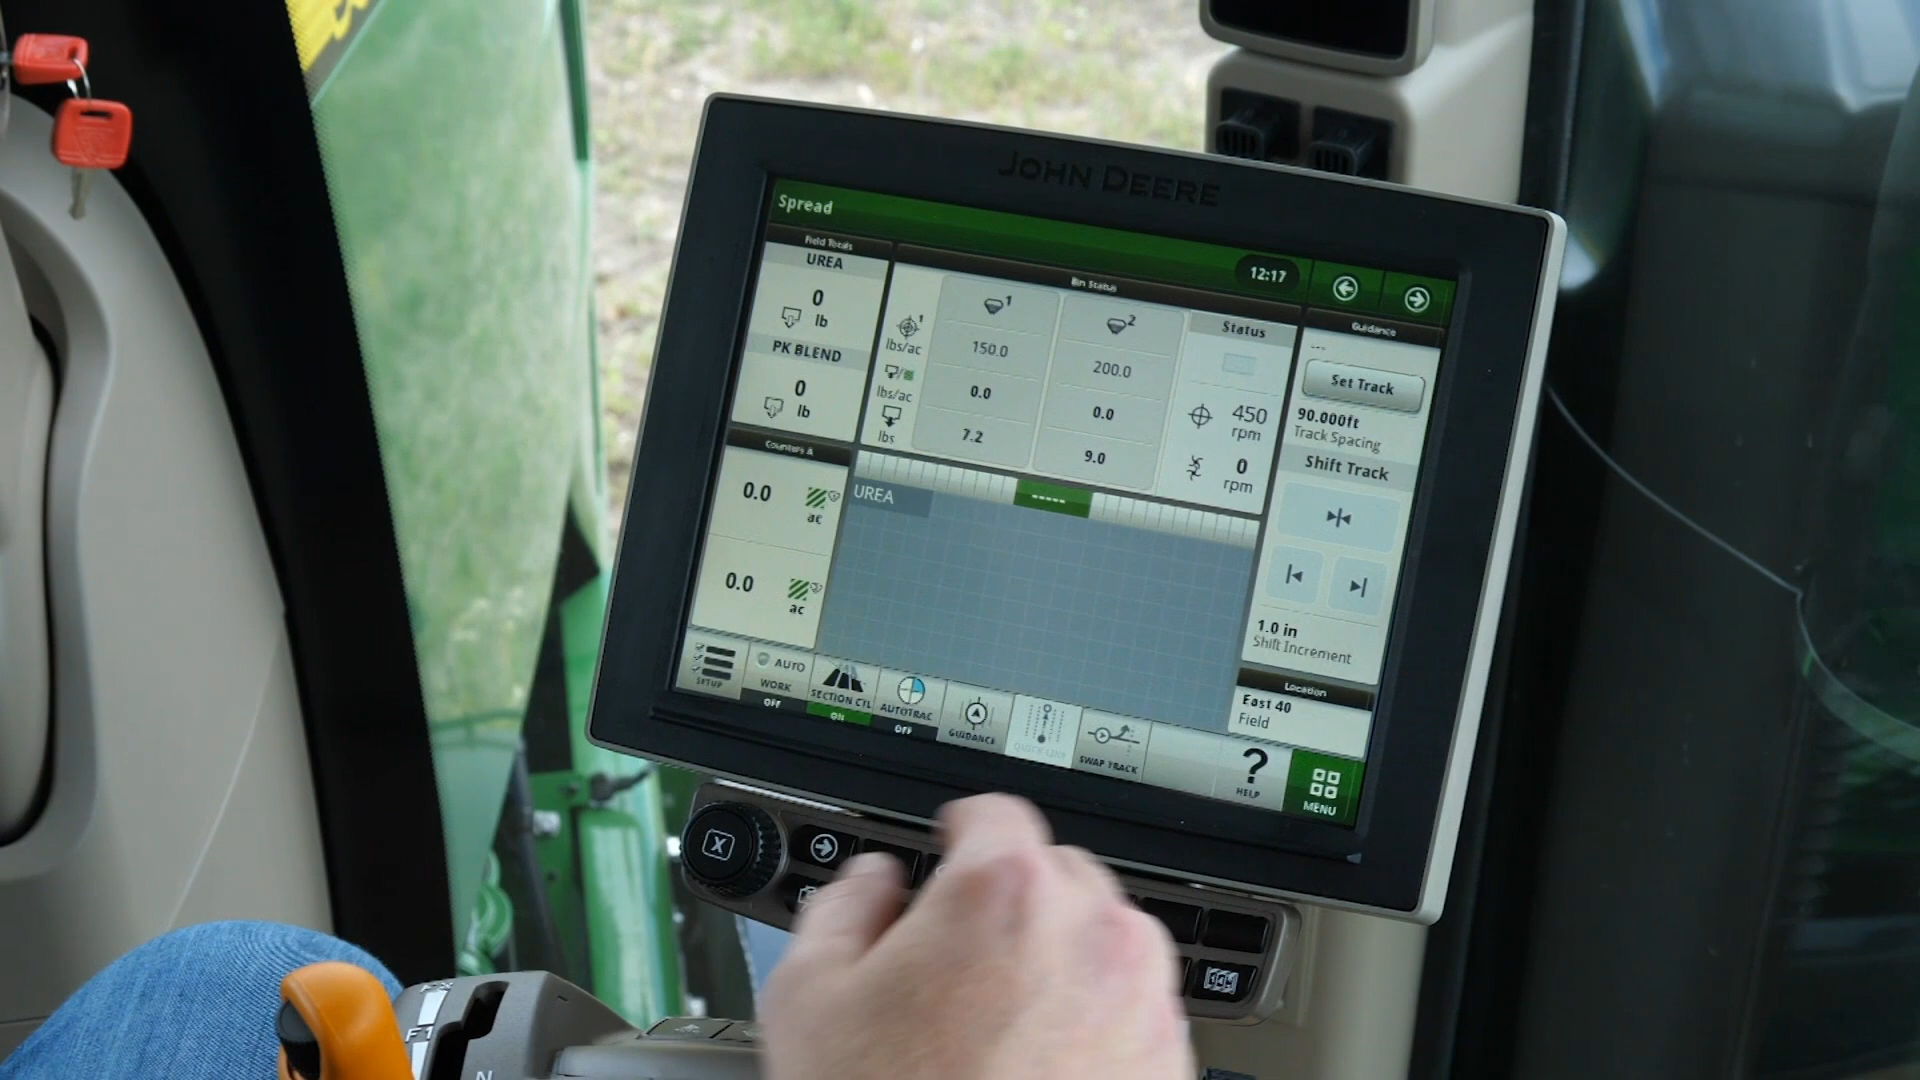 JOHN DEERE
Spread
12:17
Field Totals
UREA
0
lb
PK BLEND
0
lb
Counters A
0.0
ac
0.0
ac
Bin Status
1
2
1
lbs/ac
150.0
200.0
lbs/ac
0.0
0.0
lbs
7.2
9.0
Status
450
rpm
0
rpm
UREA
-----
Guidance
---
Set Track
90.000ft
Track Spacing
Shift Track
1.0 in
Shift Increment
Location
East 40
Field
SETUP
AUTO
WORK
OFF
SECTION CTL
ON
AUTOTRAC
OFF
GUIDANCE
QUICK LINE
SWAP TRACK
?
HELP
MENU
X
F1
N